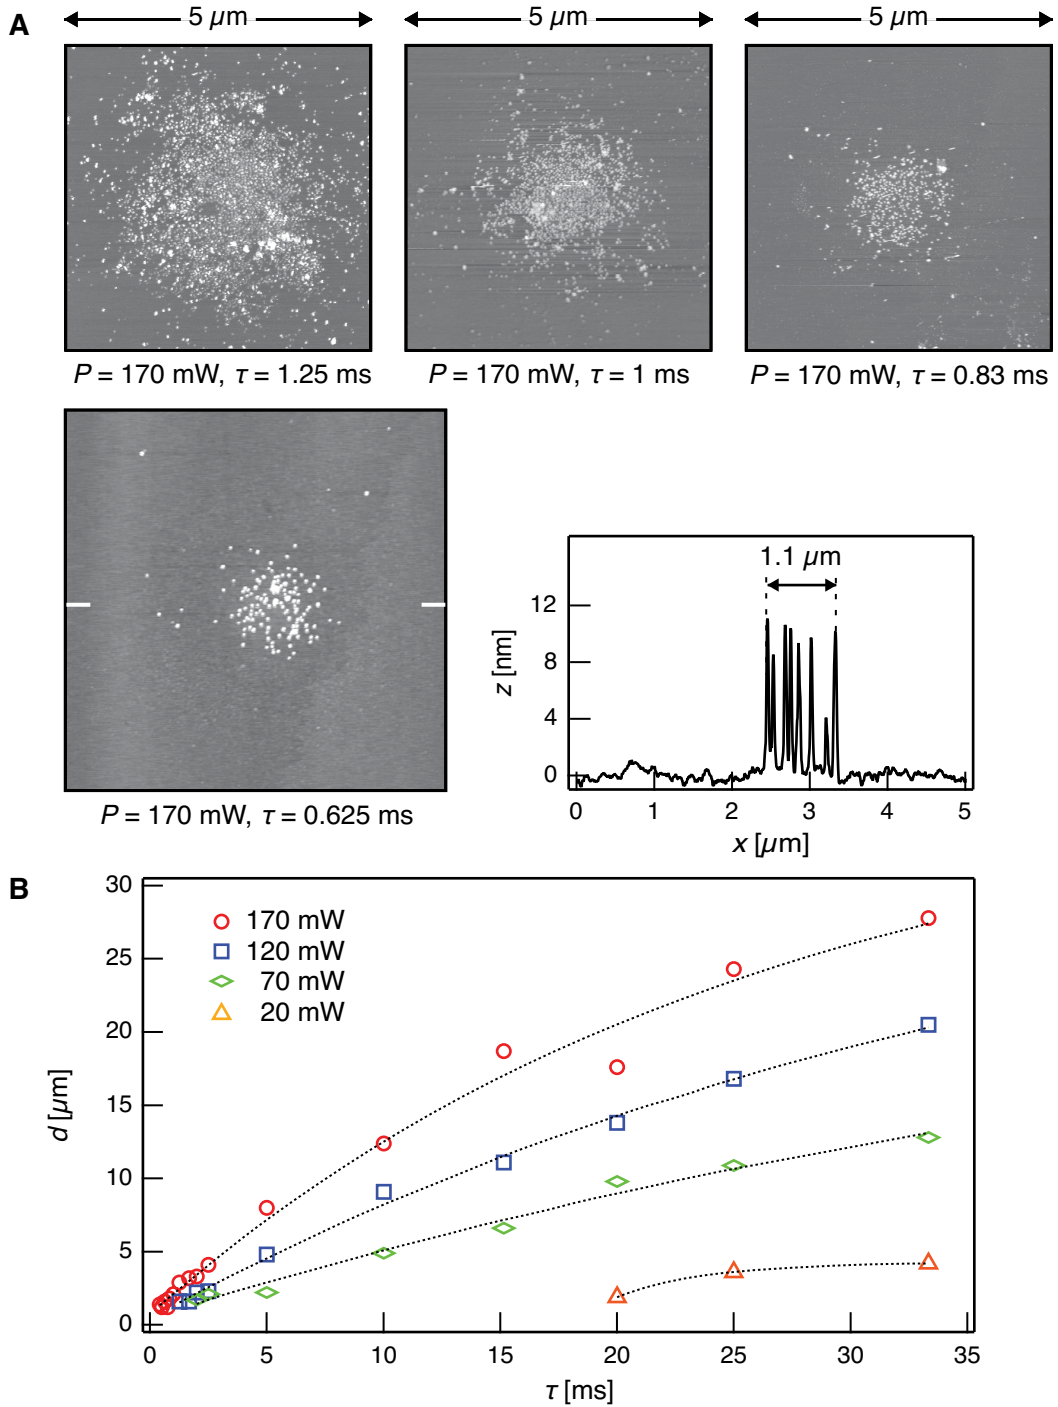 A
5 µm 5 µm 5 µm
P = 170 mW, τ = 1.25 ms P = 170 mW, τ = 1 ms P = 170 mW, τ = 0.83 ms
P = 170 mW, τ = 0.625 ms
1.1 µm
12
8
4
0
z [nm]
0 1 2 3 4 5
x [µm]
B
30
25
20
15
10
5
0
d [µm]
170 mW
120 mW
70 mW
20 mW
0 5 10 15 20 25 30 35
τ [ms]